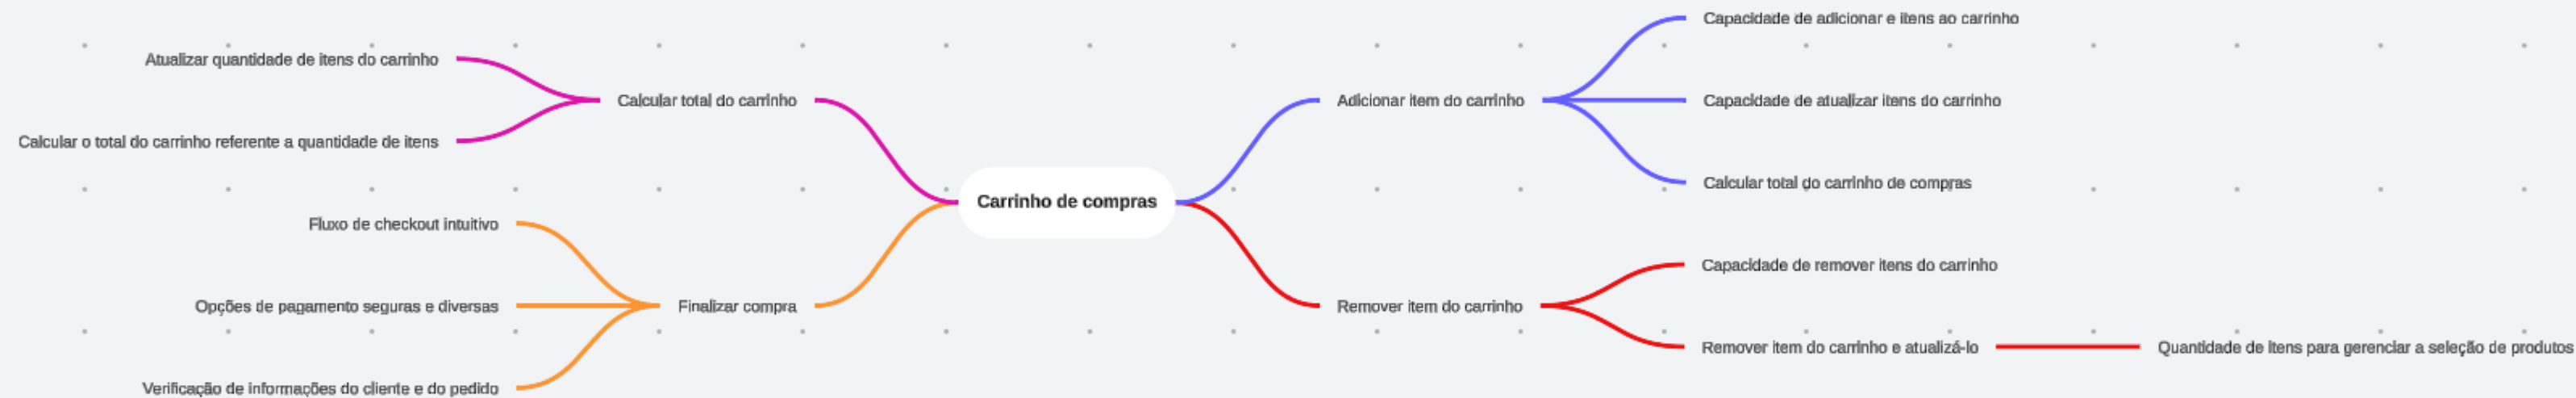 Capacidade de adicionar e itens ao carrinho
Atualizar quantidade de itens do carrinho
Calcular total do carrinho
Adicionar item do carrinho
Capacidade de atualizar itens do carrinho
Calcular o total do carrinho referente a quantidade de itens
Calcular total do carrinho de compras
Carrinho de compras
Fluxo de checkout intuitivo
Capacidade de remover itens do carrinho
Opções de pagamento seguras e diversas
Finalizar compra
Remover item do carrinho
Remover item do carrinho e atualizá-lo
Quantidade de itens para gerenciar a seleção de produtos
Verificação de informações do cliente e do pedido